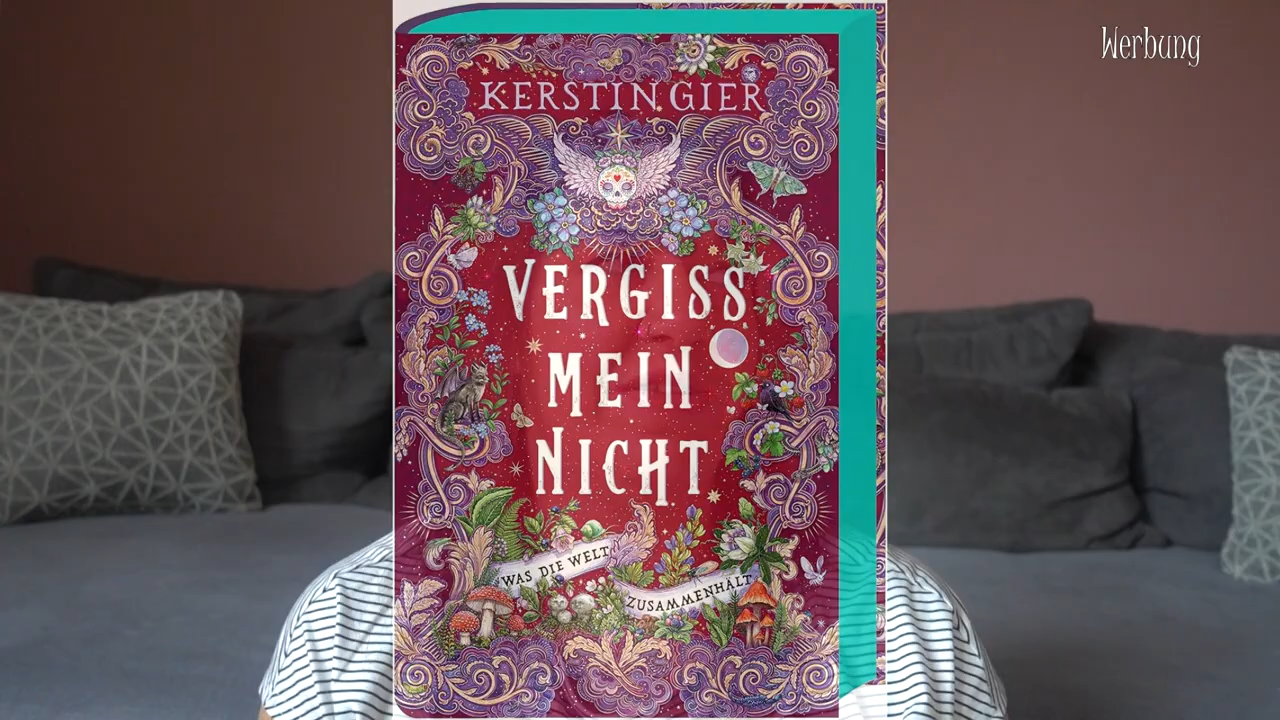 Werbung
KERSTIN GIER
VERGISS
MEIN
NICHT
WAS DIE WELT
ZUSAMMENHÄLT